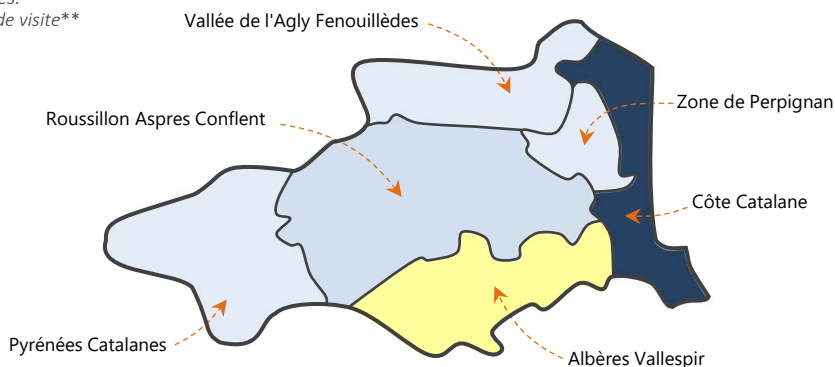 de visite**
Vallée de l'Agly Fenouillèdes
Zone de Perpignan
Roussillon Aspres Conflent
Côte Catalane
Pyrénées Catalanes
Albères Vallespir